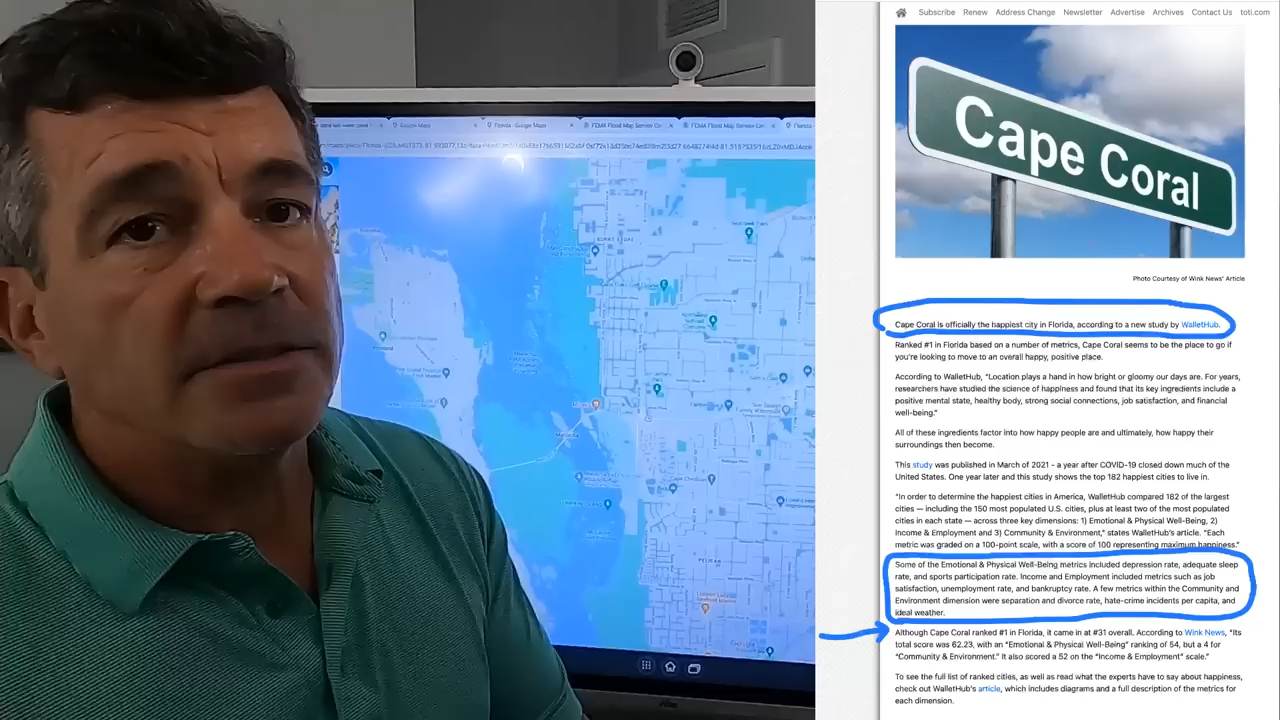 Subscribe Renew Address Change Newsletter Advertise Archives Contact Us toti.com
Cape Coral
Photo Courtesy of Wink News' Article
Cape Coral is officially the happiest city in Florida, according to a new study by WalletHub.
Ranked #1 in Florida based on a number of metrics, Cape Coral seems to be the place to go if
you're looking to move to an overall happy, positive place.
According to WalletHub, "Location plays a hand in how bright or gloomy our days are. For years,
researchers have studied the science of happiness and found that its key ingredients include a
positive mental state, healthy body, strong social connections, job satisfaction, and financial
well-being."
All of these ingredients factor into how happy people are and ultimately, how happy their
surroundings then become.
This study was published in March of 2021 - a year after COVID-19 closed down much of the
United States. One year later and this study shows the top 182 happiest cities to live in.
"In order to determine the happiest cities in America, WalletHub compared 182 of the largest
cities — including the 150 most populated U.S. cities, plus at least two of the most populated
cities in each state — across three key dimensions: 1) Emotional & Physical Well-Being, 2)
Income & Employment and 3) Community & Environment," states WalletHub's article. "Each
metric was graded on a 100-point scale, with a score of 100 representing maximum happiness."
Some of the Emotional & Physical Well-Being metrics included depression rate, adequate sleep
rate, and sports participation rate. Income and Employment included metrics such as job
satisfaction, unemployment rate, and bankruptcy rate. A few metrics within the Community and
Environment dimension were separation and divorce rate, hate-crime incidents per capita, and
ideal weather.
Although Cape Coral ranked #1 in Florida, it came in at #31 overall. According to Wink News, "Its
total score was 62.23, with an "Emotional & Physical Well-Being" ranking of 54, but a 4 for
"Community & Environment." It also scored a 52 on the "Income & Employment" scale."
To see the full list of ranked cities, as well as read what the experts have to say about happiness,
check out WalletHub's article, which includes diagrams and a full description of the metrics for
each dimension.
Google Maps
Florida - Google Maps
FEMA Flood Map Service
FEMA Flood Map Service
Florida
BURNT STORE
Matlacha